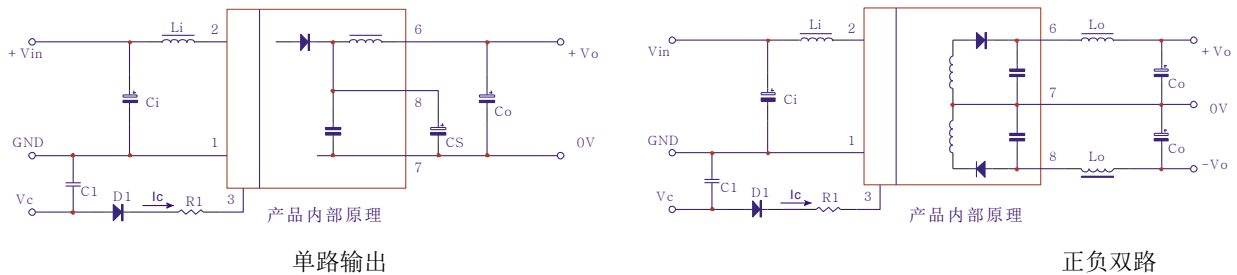 Li
2
6
+Vin
+Vo
Ci
8
Co
CS
GND
1
0V
7
C1
Vc
D1
Ic
R1
3
产品内部原理
单路输出
Li
2
6
Lo
Vin
+Vo
Co
Ci
7
0V
GND
1
Co
8
Lo
-Vo
C1
Vc
D1
Ic
R1
3
产品内部原理
正负双路